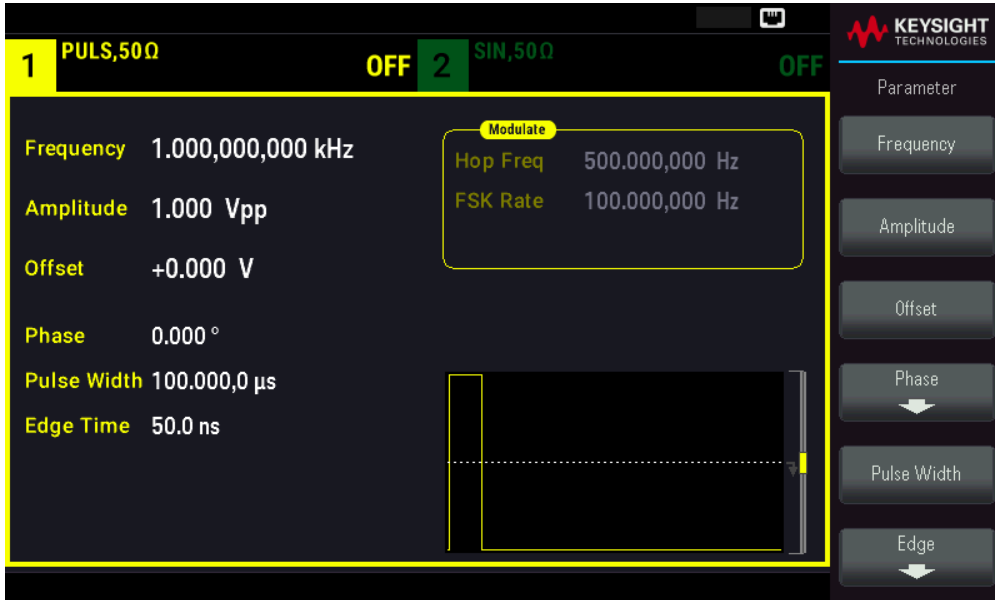 KEYSIGHT
TECHNOLOGIES
1 PULS,50Ω OFF 2 SIN,50Ω OFF
Parameter
Frequency 1.000,000,000 kHz
Amplitude 1.000 Vpp
Offset +0.000 V
Phase 0.000 °
Pulse Width 100.000,0 µs
Edge Time 50.0 ns
Modulate
Hop Freq 500.000,000 Hz
FSK Rate 100.000,000 Hz
Frequency
Amplitude
Offset
Phase
Pulse Width
Edge